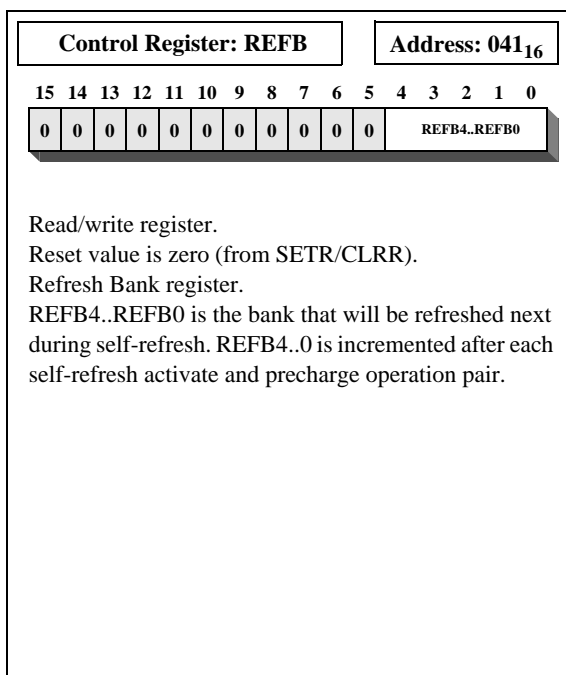 Control Register: REFB Address: 041₁₆
15 14 13 12 11 10 9 8 7 6 5 4 3 2 1 0
0 0 0 0 0 0 0 0 0 0 0 REFB4..REFB0
Read/write register.
Reset value is zero (from SETR/CLRR).
Refresh Bank register.
REFB4..REFB0 is the bank that will be refreshed next
during self-refresh. REFB4..0 is incremented after each
self-refresh activate and precharge operation pair.